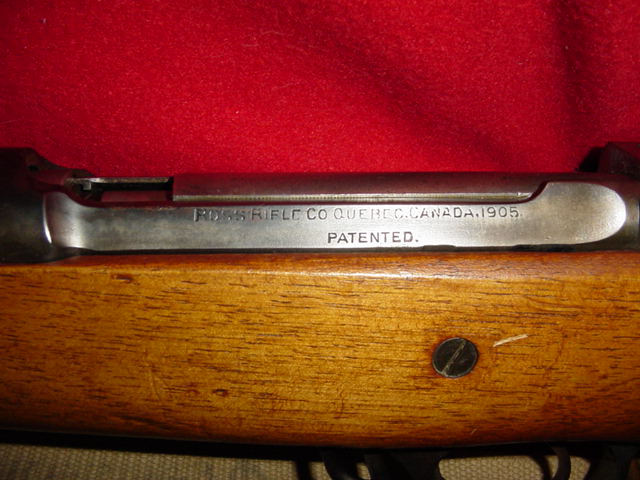 ROSS RIFLE CO QUEBEC. CANADA. 1905.
PATENTED.